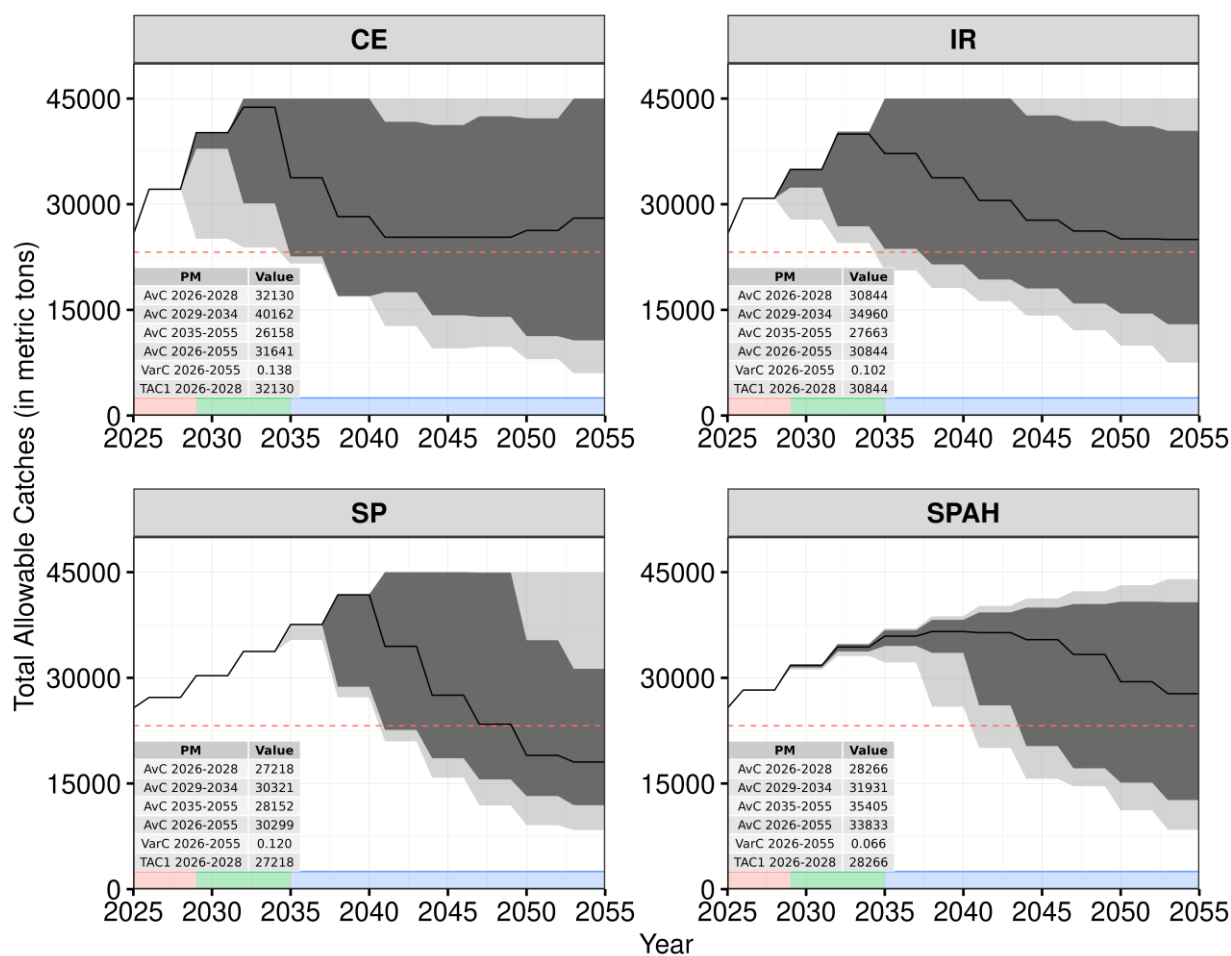 CE
45000
30000
15000
0
PM Value
AvC 2026-2028 32130
AvC 2029-2034 40162
AvC 2035-2055 26158
AvC 2026-2055 31641
VarC 2026-2055 0.138
TAC1 2026-2028 32130
2025 2030 2035 2040 2045 2050 2055
IR
45000
30000
15000
0
PM Value
AvC 2026-2028 30844
AvC 2029-2034 34960
AvC 2035-2055 27663
AvC 2026-2055 30844
VarC 2026-2055 0.102
TAC1 2026-2028 30844
2025 2030 2035 2040 2045 2050 2055
Total Allowable Catches (in metric tons)
SP
45000
30000
15000
0
PM Value
AvC 2026-2028 27218
AvC 2029-2034 30321
AvC 2035-2055 28152
AvC 2026-2055 30299
VarC 2026-2055 0.120
TAC1 2026-2028 27218
2025 2030 2035 2040 2045 2050 2055
SPAH
45000
30000
15000
0
PM Value
AvC 2026-2028 28266
AvC 2029-2034 31931
AvC 2035-2055 35405
AvC 2026-2055 33833
VarC 2026-2055 0.066
TAC1 2026-2028 28266
2025 2030 2035 2040 2045 2050 2055
Year